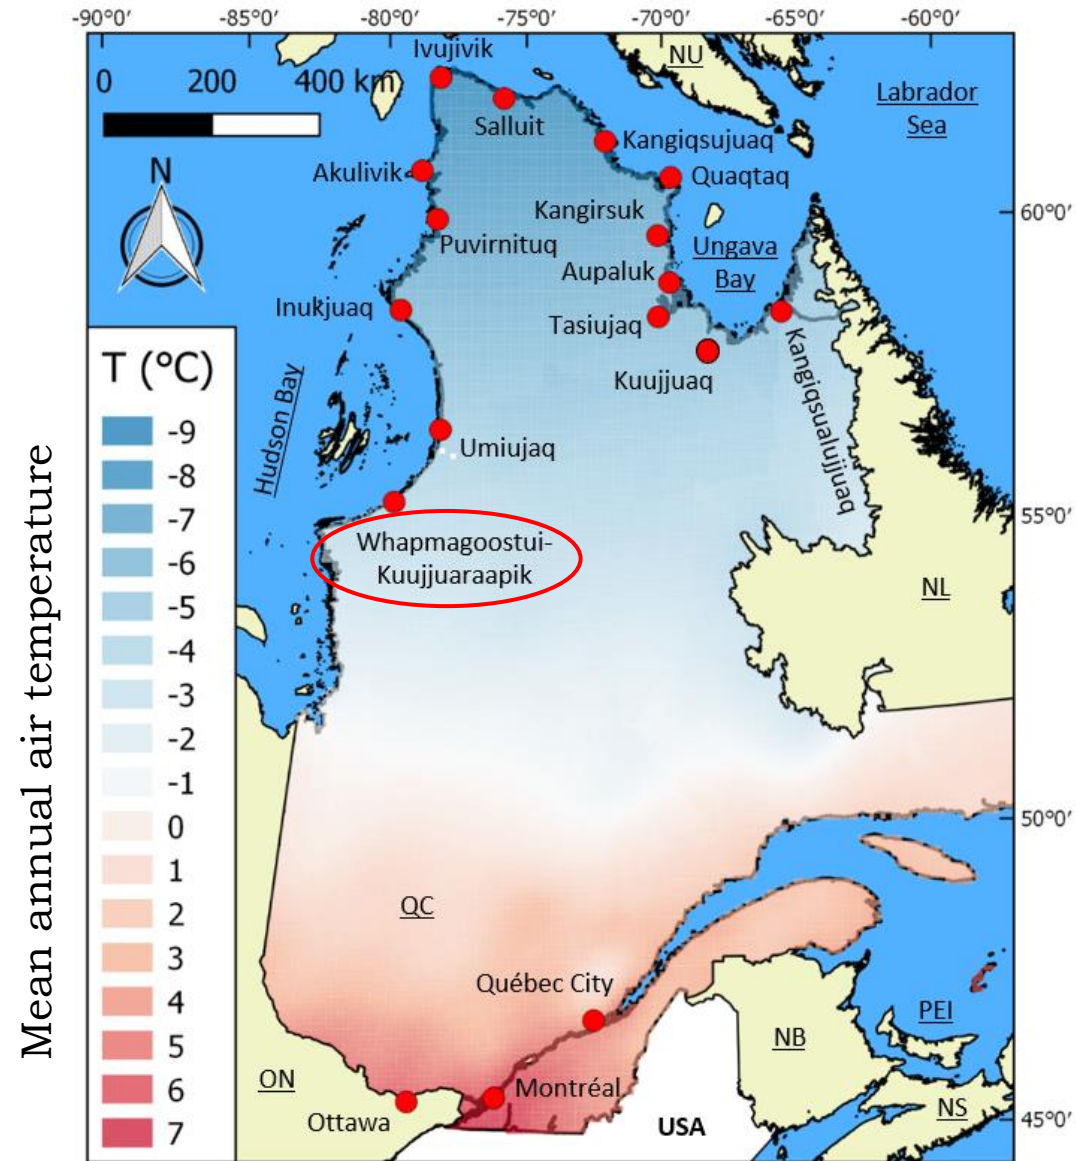 -90°0'
-85°0'
-80°0'
-75°0'
-70°0'
-65°0'
-60°0'
0
200
400 km
N
Ivujivik
NU
Labrador
Sea
Salluit
Kangiqsujuaq
Akulivik
Quaqtaq
Kangirsuk
60°0'
Puvirnituq
Ungava
Bay
Aupaluk
Inukjuaq
Tasiujaq
Kangiqsualujjuaq
Kuujjuaq
Hudson Bay
Umiujaq
55°0'
Whapmagoostui-
Kuujjuaraapik
NL
Mean annual air temperature
T (°C)
-9
-8
-7
-6
-5
-4
-3
-2
-1
0
1
2
3
4
5
6
7
50°0'
QC
Québec City
PEI
NB
ON
Montréal
NS
Ottawa
USA
45°0'